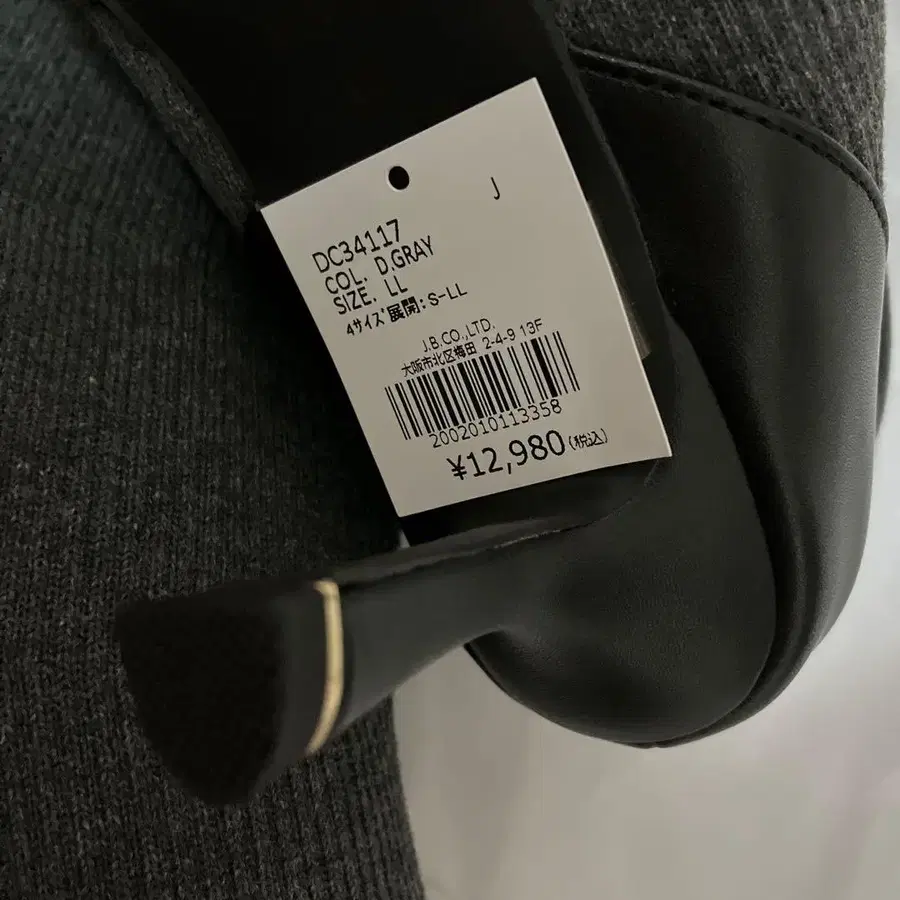 J
DC34117
COL. D.GRAY
SIZE. LL
4サイズ展開:S-LL
J.B.CO.,LTD.
大阪市北区梅田 2-4-9 13F
2002010113358
¥12,980(税込)